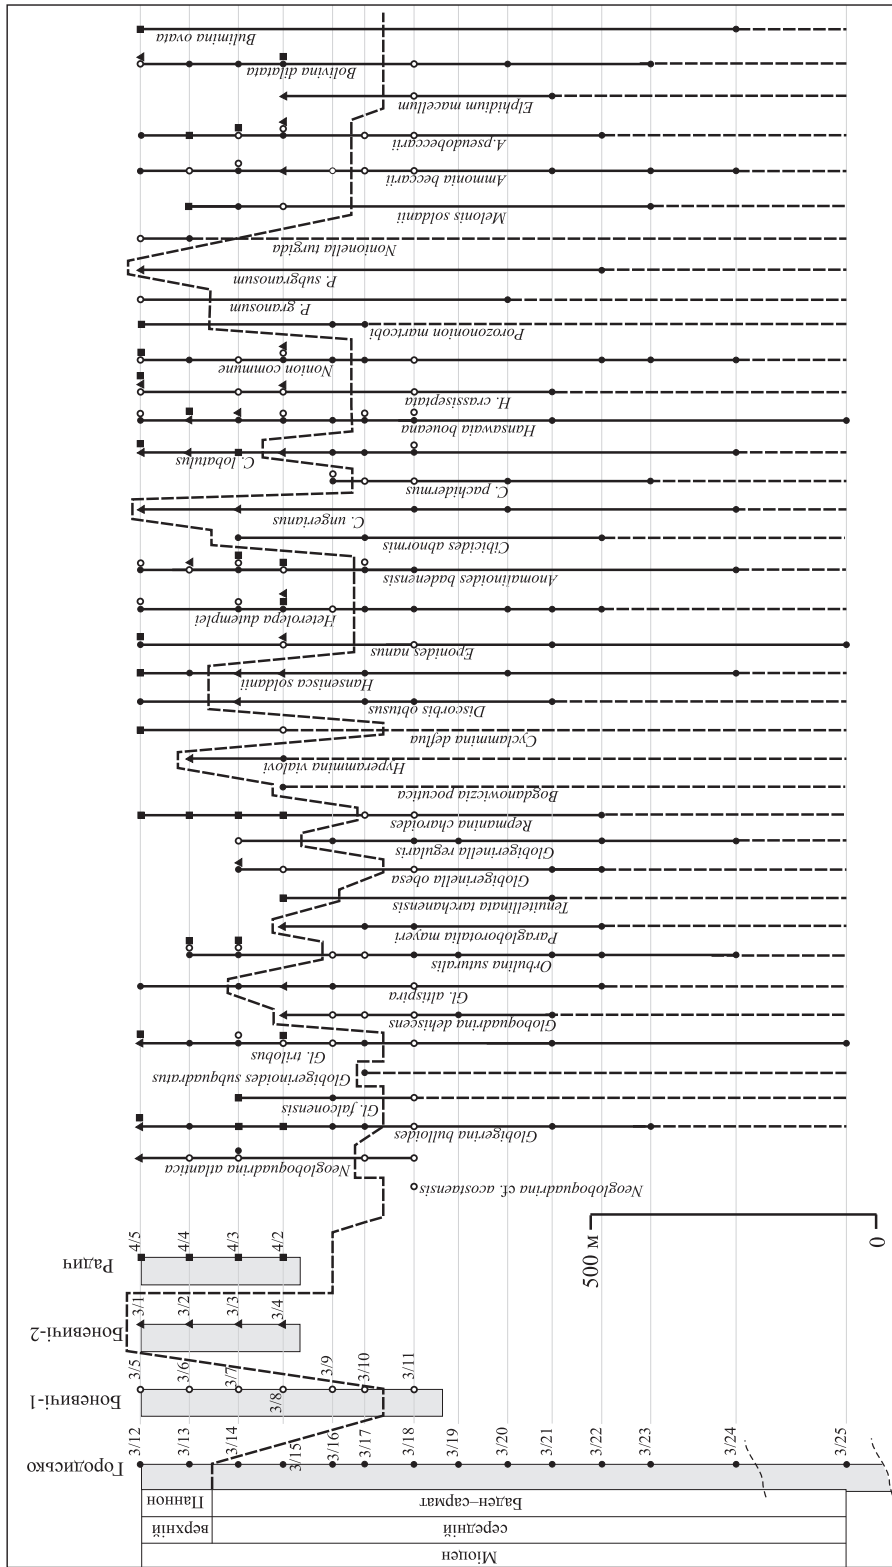 Міоцен
верхній
середній
Паннон
Баден–сармат
Городисько
3/12
3/13
3/14
3/15
3/16
3/17
3/18
3/19
3/20
3/21
3/22
3/23
3/24
3/25
Боневичі-1
3/5
3/6
3/7
3/8
3/9
3/10
3/11
Боневичі-2
3/1
3/2
3/3
3/4
Радич
4/5
4/4
4/3
4/2
500 м
0
Neogloboquadrina cf. acostaensis
Neogloboquadrina atlantica
Globigerina bulloides
Gl. falconensis
Globigerinoides subquadratus
Gl. trilobus
Globoquadrina dehiscens
Gl. altispira
Orbulina suturalis
Paragloborotalia mayeri
Tenuitellinata tarchanensis
Globigerinella obesa
Globigerinella regularis
Repmanina charoides
Bogdanowiczia pocutica
Hyperammina vialovi
Cyclammina deflua
Discorbis obtusus
Hansenisca soldanii
Eponides nanus
Heterolepa dutemplei
Anomalinoides badenensis
Cibicides abnormis
C. ungerianus
C. pachidermus
C. lobatulus
Hansawaia boueana
H. crassiseptata
Nonion commune
Porozononion martcobi
P. granosum
P. subgranosum
Nonionella turgida
Melonis soldanii
Ammonia beccarii
A.pseudobeccarii
Elphidium macellum
Bolivina dilatata
Bulimina ovata